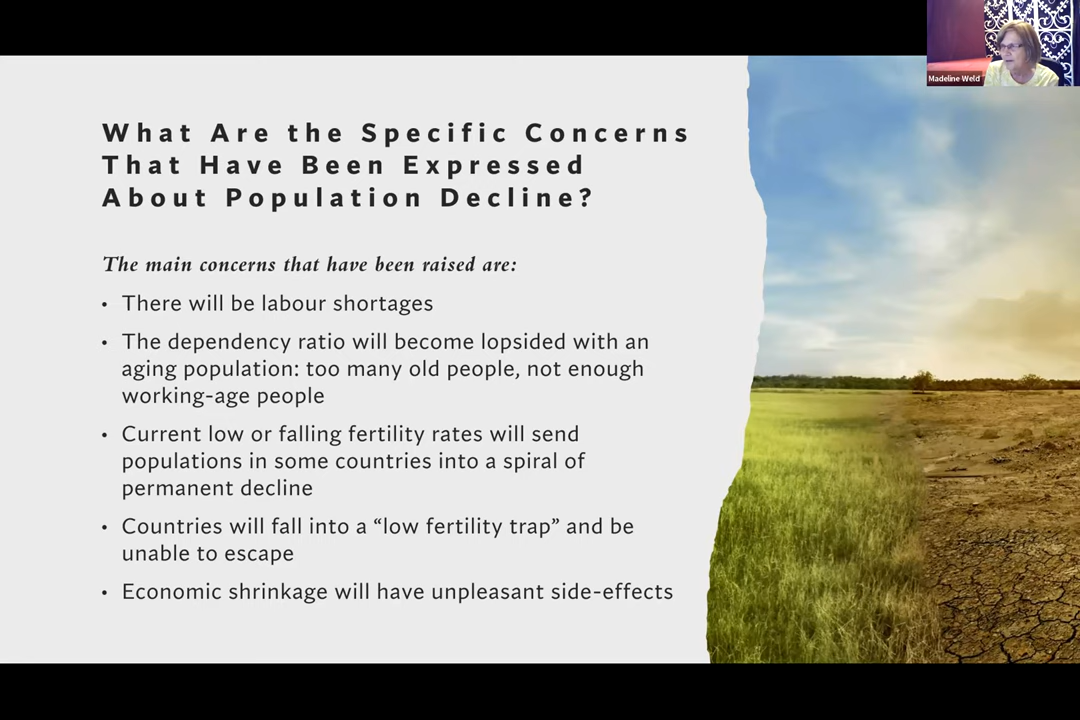 Madeline Weld
What Are the Specific Concerns
That Have Been Expressed
About Population Decline?
The main concerns that have been raised are:
• There will be labour shortages
• The dependency ratio will become lopsided with an
aging population: too many old people, not enough
working-age people
• Current low or falling fertility rates will send
populations in some countries into a spiral of
permanent decline
• Countries will fall into a “low fertility trap” and be
unable to escape
• Economic shrinkage will have unpleasant side-effects